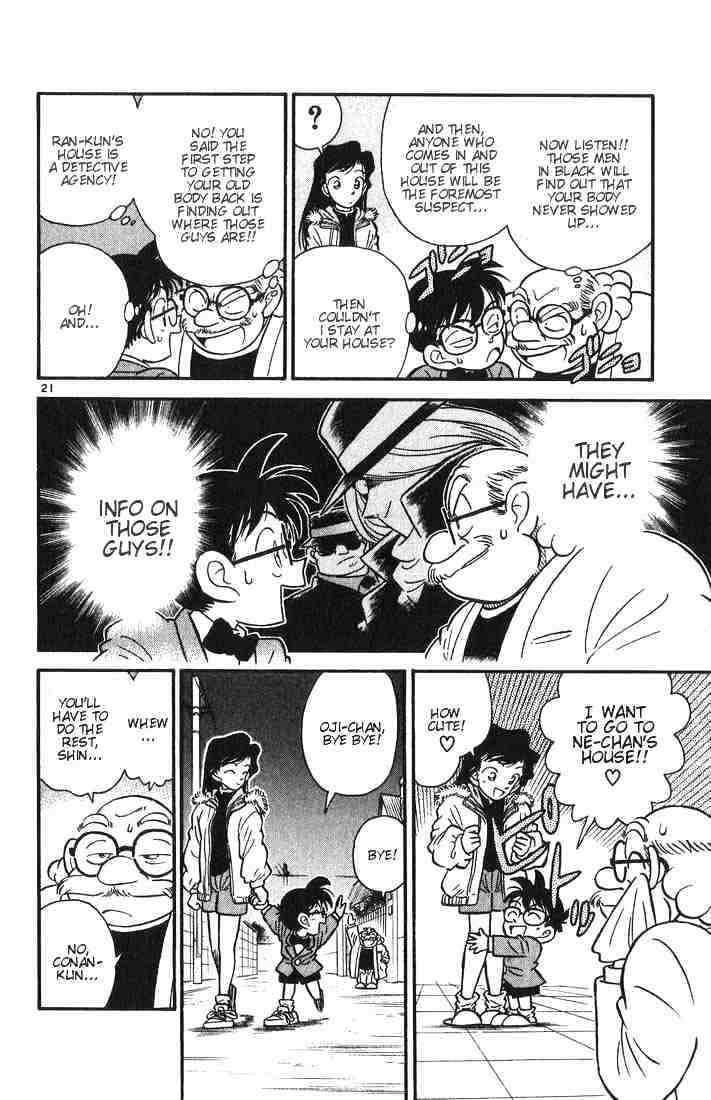 NOW LISTEN!!
THOSE MEN
IN BLACK WILL
FIND OUT THAT
YOUR BODY
NEVER SHOWED
UP...
AND THEN,
ANYONE WHO
COMES IN AND
OUT OF THIS
HOUSE WILL BE
THE FOREMOST
SUSPECT...
?
THEN
COULDN'T
I STAY AT
YOUR HOUSE?
NO! YOU
SAID THE
FIRST STEP
TO GETTING
YOUR OLD
BODY BACK IS
FINDING OUT
WHERE THOSE
GUYS ARE!!
RAN-KUN'S
HOUSE IS
A DETECTIVE
AGENCY!
OH!
AND...
21
THEY
MIGHT
HAVE...
INFO ON
THOSE
GUYS!!
I WANT
TO GO TO
NE-CHAN'S
HOUSE!!
♡
HOW
CUTE!
♡
OJI-CHAN,
BYE BYE!
BYE!
WHEW
...
YOU'LL
HAVE TO
DO THE
REST,
SHIN...
NO,
CONAN-
KUN...